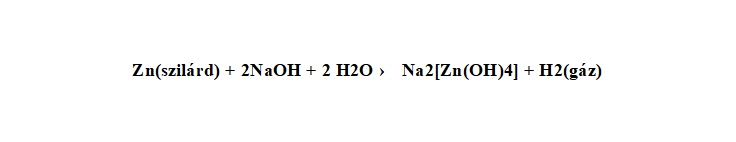 Zn(szilárd) + 2NaOH + 2 H2O › Na2[Zn(OH)4] + H2(gáz)